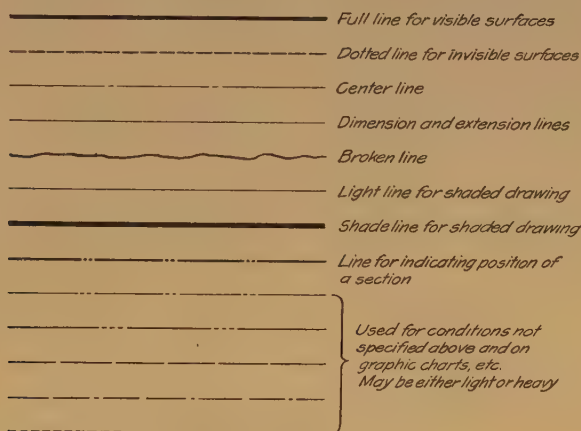 Full line for visible surfaces
Dotted line for invisible surfaces
Center line
Dimension and extension lines
Broken line
Light line for shaded drawing
Shade line for shaded drawing
Line for indicating position of
a section
Used for conditions not
specified above and on
graphic charts, etc.
May be either light or heavy